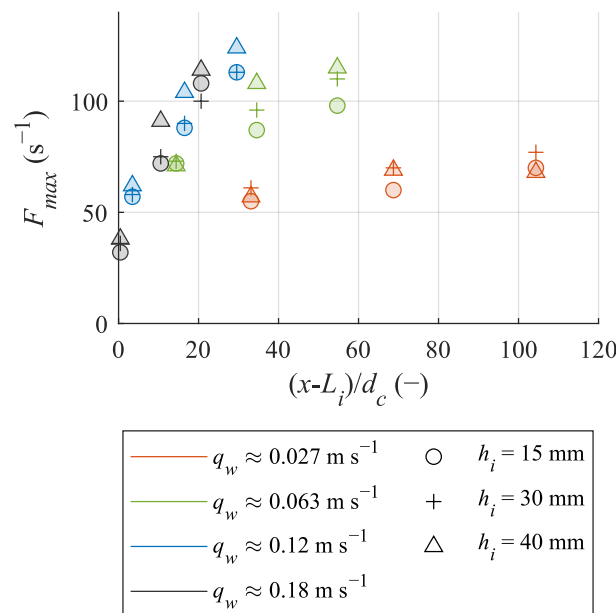 100
50
0
F_max (s⁻¹)
0 20 40 60 80 100 120
(x-L_i)/d_c (−)
q_w ≈ 0.027 m s⁻¹
q_w ≈ 0.063 m s⁻¹
q_w ≈ 0.12 m s⁻¹
q_w ≈ 0.18 m s⁻¹
h_i = 15 mm
h_i = 30 mm
h_i = 40 mm